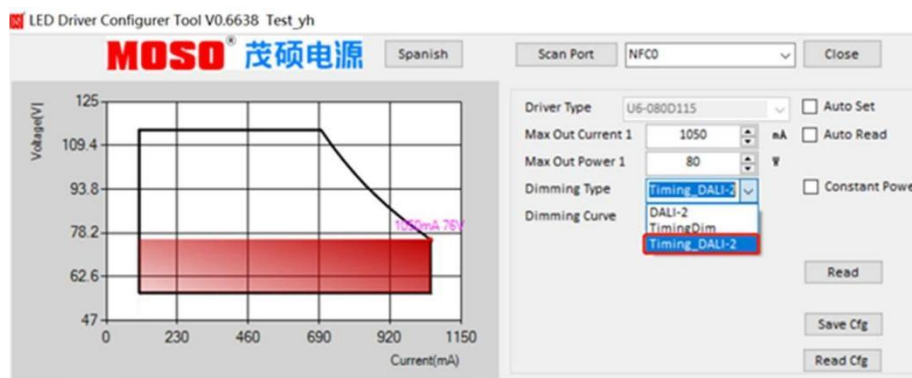 LED Driver Configurer Tool V0.6638 Test_yh
MOSO® 茂硕电源
Spanish
Scan Port
NFC0
Close
Voltage(V)
125
109.4
93.8
78.2
62.6
47
0 230 460 690 920 1150
Current(mA)
1050mA 76V
Driver Type U6-080D115
Auto Set
Max Out Current 1 1050 mA
Auto Read
Max Out Power 1 80 W
Dimming Type Timing_DALI-2
Constant Powe
Dimming Curve
DALI-2
TimingDim
Timing_DALI-2
Read
Save Cfg
Read Cfg